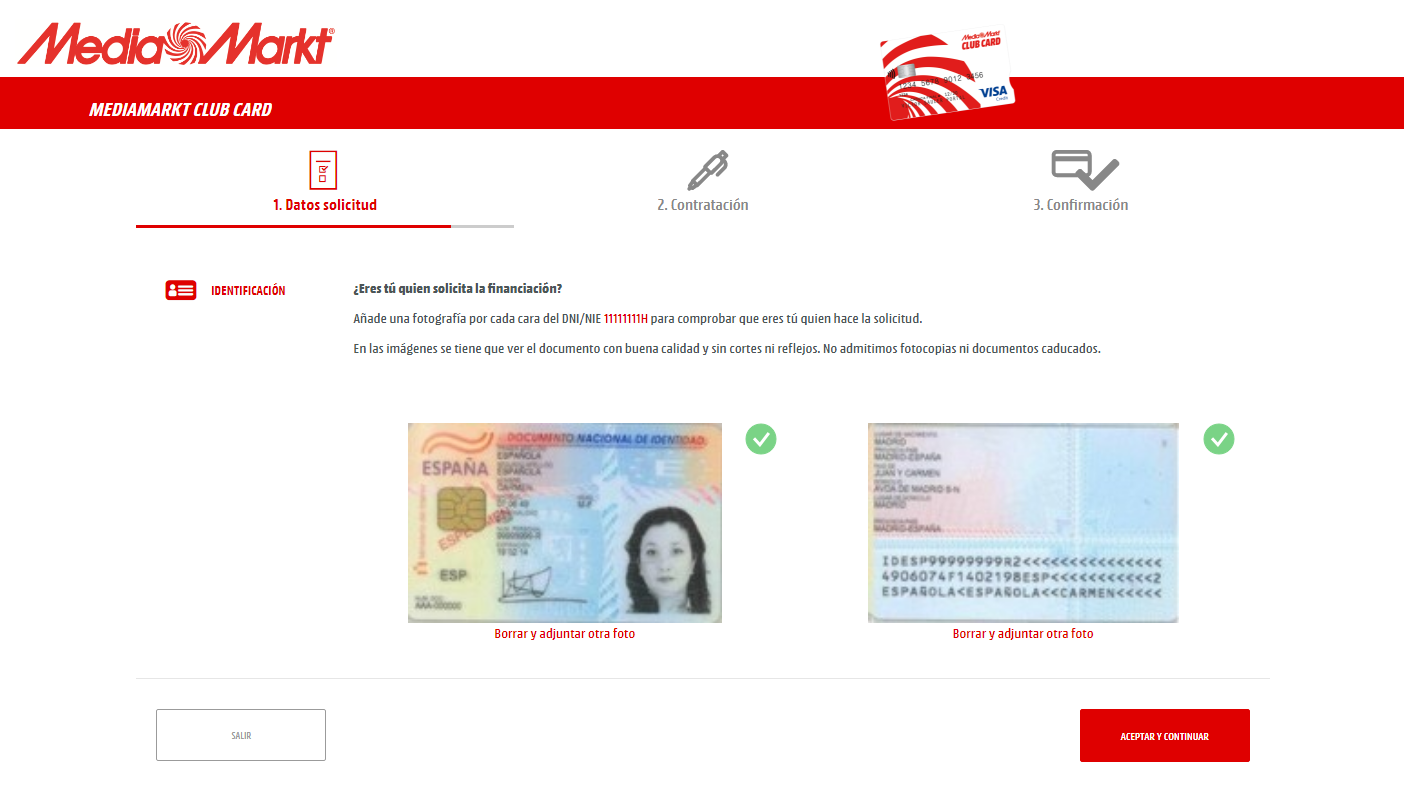 MediaMarkt®
MediaMarkt
CLUB CARD
VISA
MEDIAMARKT CLUB CARD
1. Datos solicitud
2. Contratación
3. Confirmación
IDENTIFICACIÓN
¿Eres tú quien solicita la financiación?
Añade una fotografía por cada cara del DNI/NIE 11111111H para comprobar que eres tú quien hace la solicitud.
En las imágenes se tiene que ver el documento con buena calidad y sin cortes ni reflejos. No admitimos fotocopias ni documentos caducados.
DOCUMENTO NACIONAL DE IDENTIDAD
ESPAÑA
ESPAÑOLA
ESPAÑOLA
CARMEN
ESP
AAA-000000
LUGAR DE NACIMIENTO
MADRID
MADRID-ESPAÑA
JUAN Y CARMEN
AVDA DE MADRID S-N
MADRID
MADRID-ESPAÑA
IDESP99999999R2<<<<<<<<<<<<<<<
4906074F1402198ESP<<<<<<<<<<<2
ESPAÑOLA<ESPAÑOLA<<CARMEN<<<<<
Borrar y adjuntar otra foto
Borrar y adjuntar otra foto
SALIR
ACEPTAR Y CONTINUAR